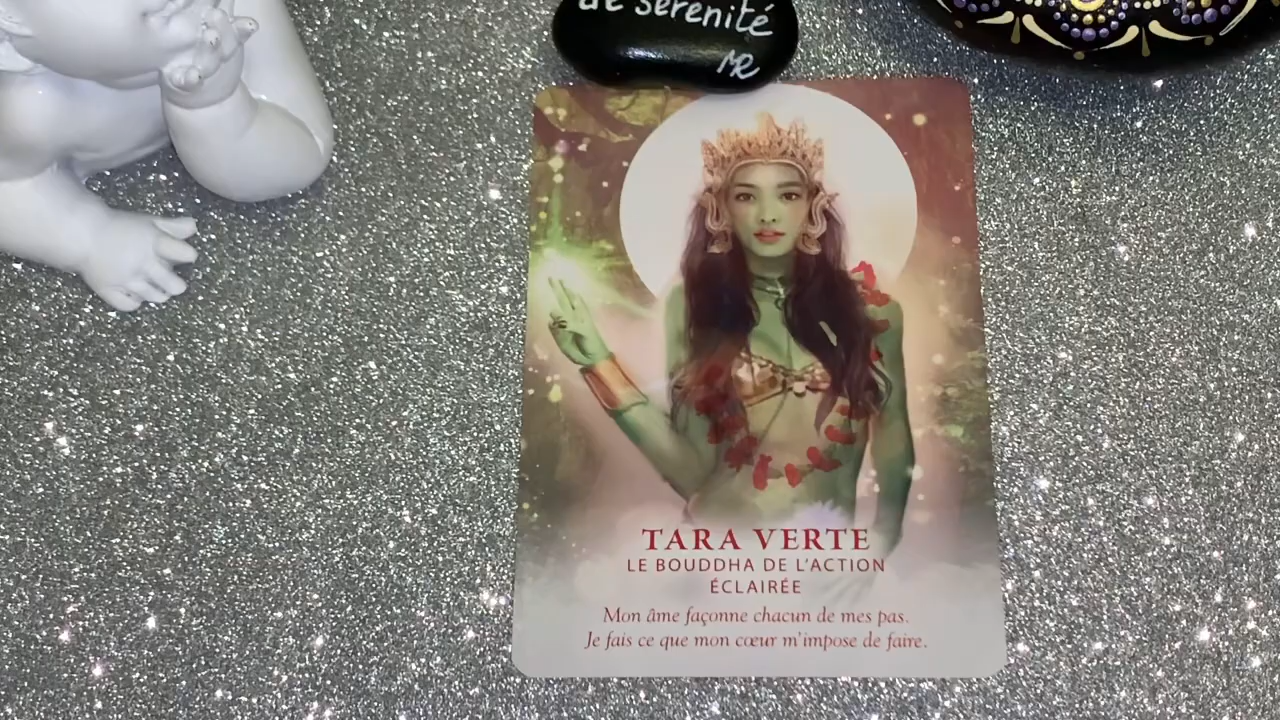 de sérénité
ME
TARA VERTE
LE BOUDDHA DE L'ACTION
ÉCLAIRÉE
Mon âme façonne chacun de mes pas.
Je fais ce que mon cœur m'impose de faire.